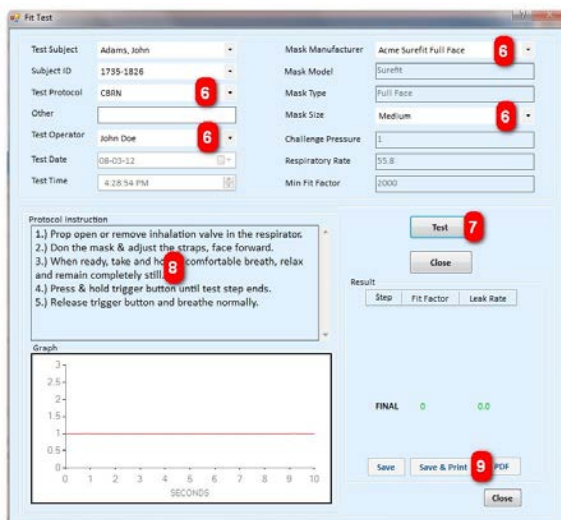 Fit Test
Test Subject Adams, John
Subject ID 1735-1826
Test Protocol CBRN 6
Other
Test Operator John Doe 6
Test Date 08-03-12
Test Time 4:28:54 PM
Mask Manufacturer Acme Surefit Full Face 6
Mask Model Surefit
Mask Type Full Face
Mask Size Medium 6
Challenge Pressure 1
Respiratory Rate 55.8
Min Fit Factor 2000
Protocol Instruction
1.) Prop open or remove inhalation valve in the respirator.
2.) Don the mask & adjust the straps, face forward.
3.) When ready, take and 8 comfortable breath, relax
and remain completely still.
4.) Press & hold trigger button until test step ends.
5.) Release trigger button and breathe normally.
Test 7
Close
Result
Step Fit Factor Leak Rate
FINAL 0 0.0
Save Save & Print 9 PDF
Close
Graph
3
2.5
2
1.5
1
0.5
0
0 1 2 3 4 5 6 7 8 9 10
SECONDS